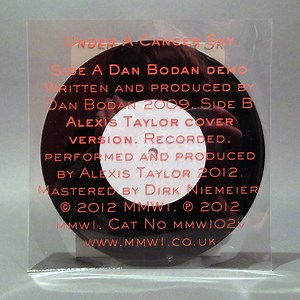 Under A Cancer Sky
Side A Dan Bodan demo
Written and produced by
Dan Bodan 2009. Side B
Alexis Taylor cover
version. Recorded,
performed and produced
by Alexis Taylor 2012.
Mastered by Dirk Niemeier
© 2012 MMW1. ℗ 2012
mmw1. Cat No mmw102v
www.mmw1.co.uk